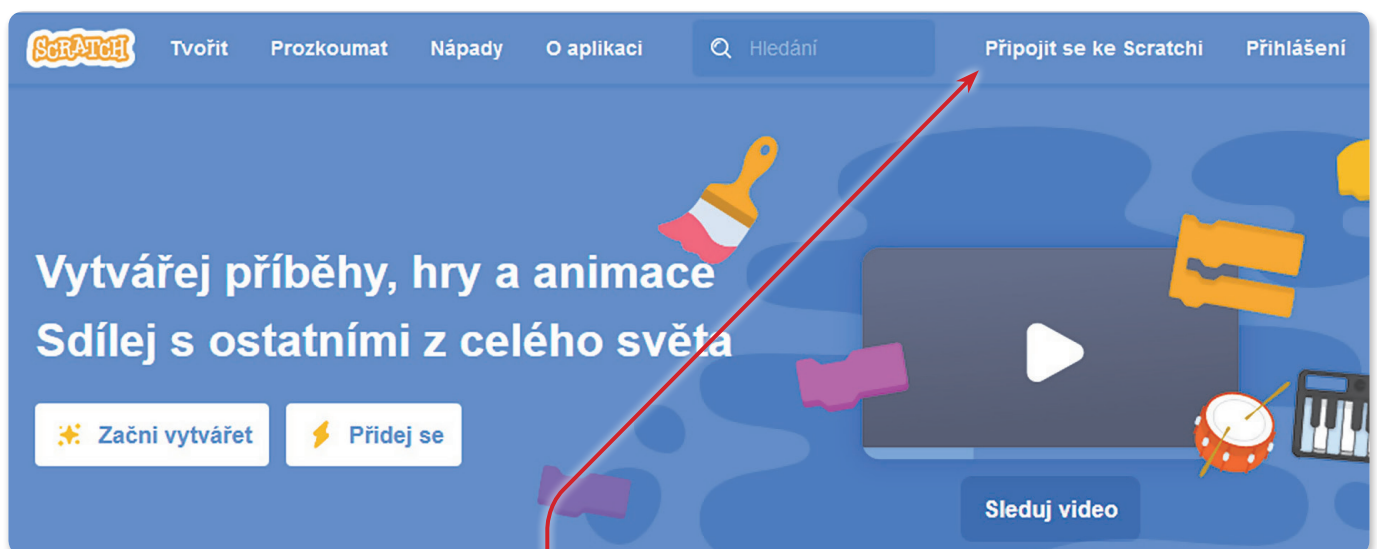 SCRATCH Tvořit Prozkoumat Nápady O aplikaci Hledání Připojit se ke Scratchi Přihlášení
Vytvářej příběhy, hry a animace
Sdílej s ostatními z celého světa
Začni vytvářet Přidej se
Sleduj video